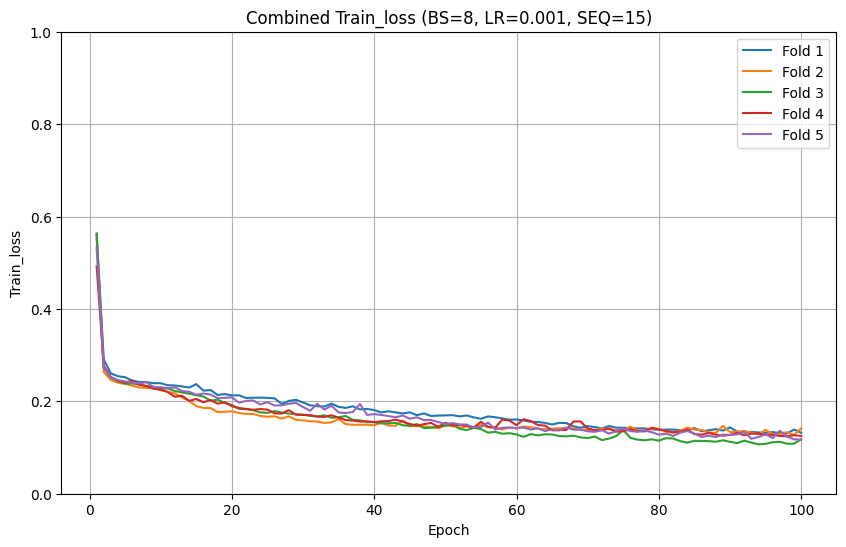 Combined Train_loss (BS=8, LR=0.001, SEQ=15)
1.0
0.8
0.6
0.4
0.2
0.0
Train_loss
0
20
40
60
80
100
Epoch
Fold 1
Fold 2
Fold 3
Fold 4
Fold 5